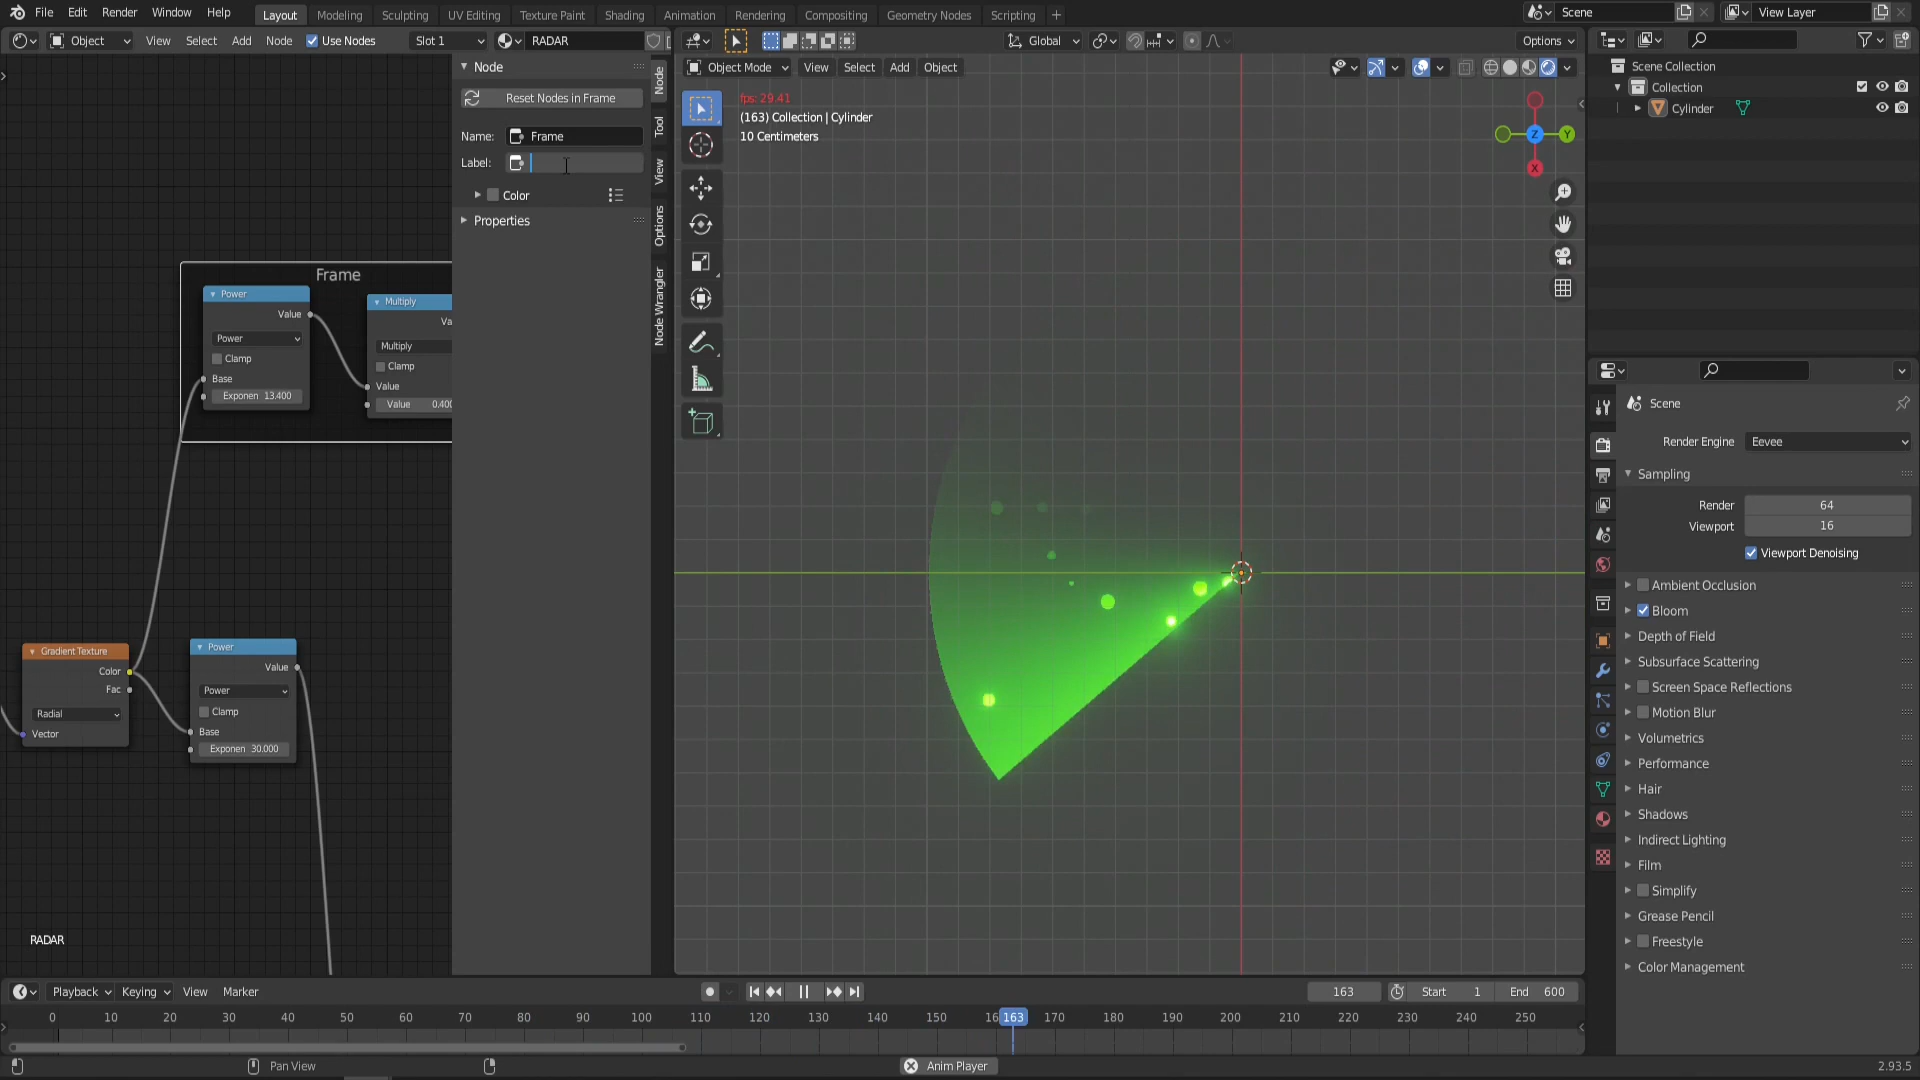 File Edit Render Window Help Layout Modeling Sculpting UV Editing Texture Paint Shading Animation Rendering Compositing Geometry Nodes Scripting Scene View Layer
Object View Select Add Node Use Nodes Slot 1 RADAR Global Options
Node
Object Mode View Select Add Object
Scene Collection
Collection
Cylinder
Reset Nodes in Frame
Name: Frame
Label:
Color
Properties
Node
Tool
View
Options
Node Wrangler
fps: 29.41
(163) Collection | Cylinder
10 Centimeters
Z
Y
X
Frame
Power
Value
Power
Clamp
Base
Exponen 13.400
Multiply
Va
Multiply
Clamp
Value
Value 0.400
Gradient Texture
Color
Fac
Radial
Vector
Power
Value
Power
Clamp
Base
Exponen 30.000
RADAR
Scene
Render Engine Eevee
Sampling
Render 64
Viewport 16
Viewport Denoising
Ambient Occlusion
Bloom
Depth of Field
Subsurface Scattering
Screen Space Reflections
Motion Blur
Volumetrics
Performance
Hair
Shadows
Indirect Lighting
Film
Simplify
Grease Pencil
Freestyle
Color Management
Playback Keying View Marker 163 Start 1 End 600
0 10 20 30 40 50 60 70 80 90 100 110 120 130 140 150 16 163 170 180 190 200 210 220 230 240 250
Pan View Anim Player 2.93.5